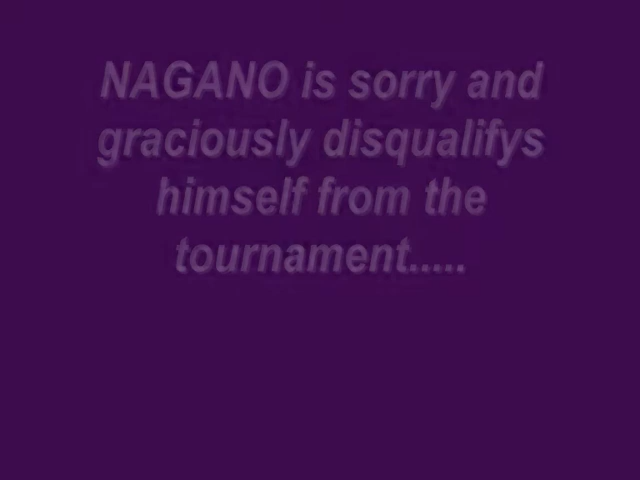 NAGANO is sorry and
graciously disqualifys
himself from the
tournament.....